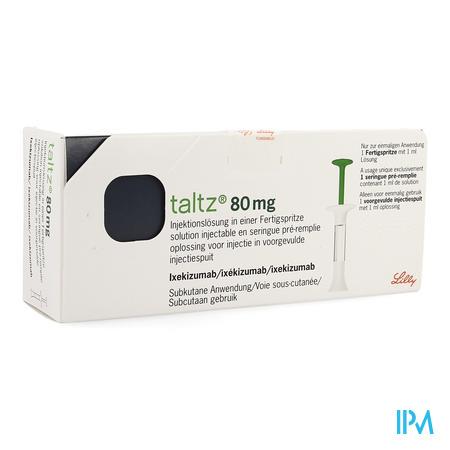 taltz® 80 mg
Injektionslösung in einer Fertigspritze
solution injectable en seringue pré-remplie
oplossing voor injectie in voorgevulde
injectiespuit
Ixekizumab/ixékizumab/ixekizumab
Subkutane Anwendung/Voie sous-cutanée/
Subcutaan gebruik
Nur zur einmaligen Anwendung
1 Fertigspritze mit 1 ml
Lösung
A usage unique exclusivement
1 seringue pré-remplie
contenant 1 ml de solution
Alleen voor eenmalig gebruik
1 voorgevulde injectiespuit
met 1 ml oplossing
Lilly
taltz® 80 mg
IPM